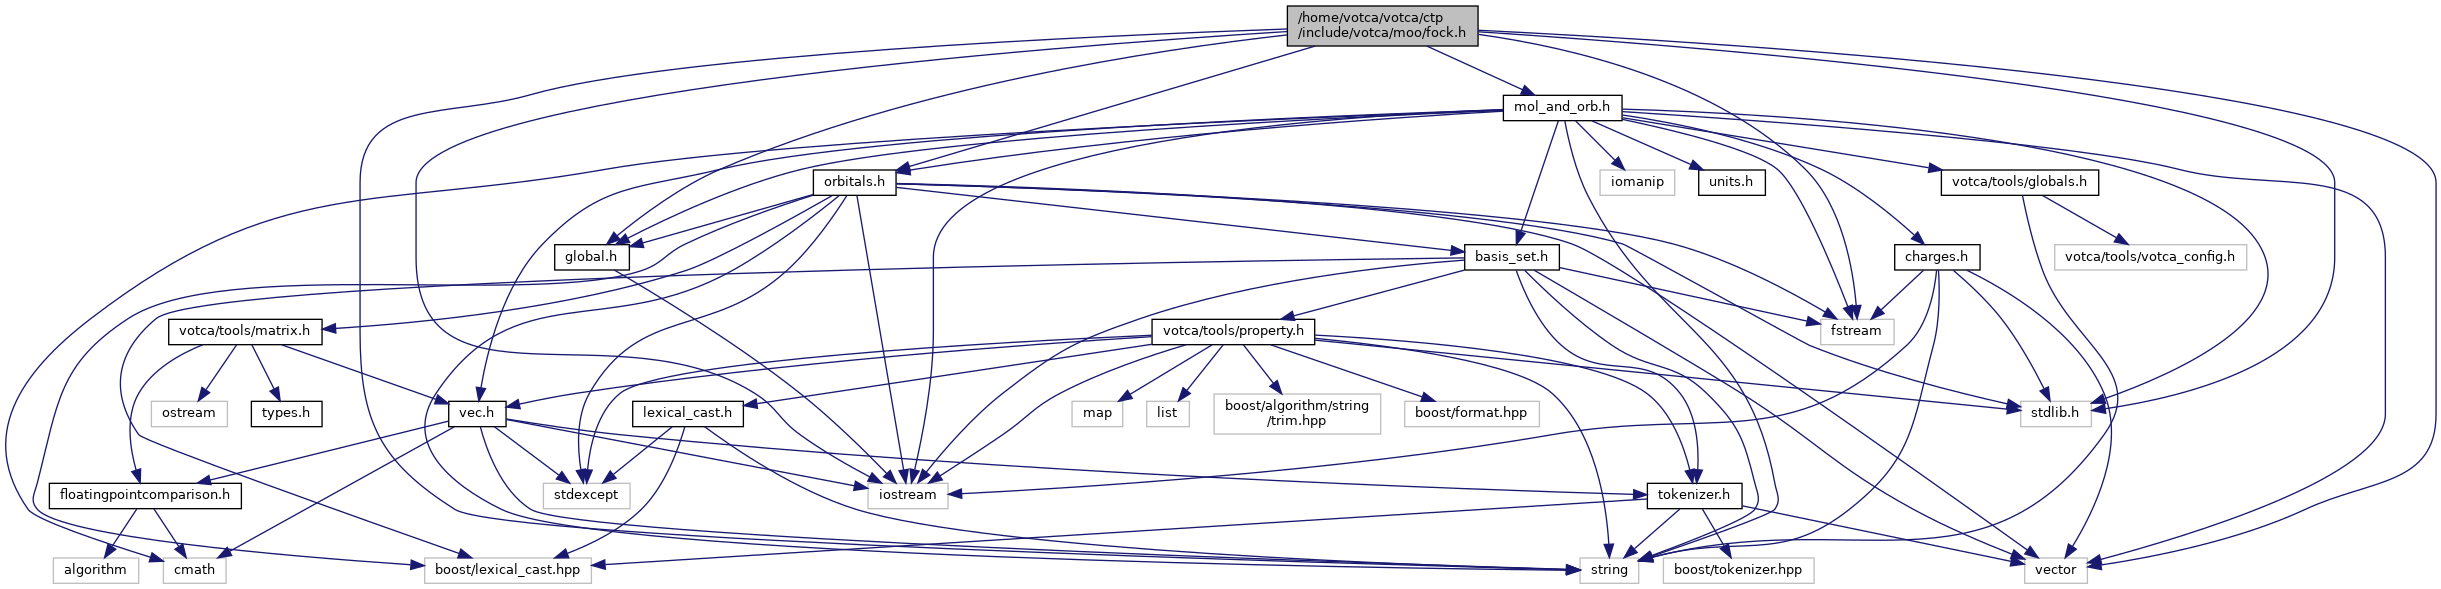 /home/votca/votca/ctp
/include/votca/moo/fock.h
mol_and_orb.h
orbitals.h
iomanip
units.h
votca/tools/globals.h
global.h
basis_set.h
charges.h
votca/tools/votca_config.h
votca/tools/matrix.h
votca/tools/property.h
fstream
ostream
types.h
vec.h
lexical_cast.h
map
list
boost/algorithm/string
/trim.hpp
boost/format.hpp
stdlib.h
floatingpointcomparison.h
stdexcept
iostream
tokenizer.h
algorithm
cmath
boost/lexical_cast.hpp
string
boost/tokenizer.hpp
vector